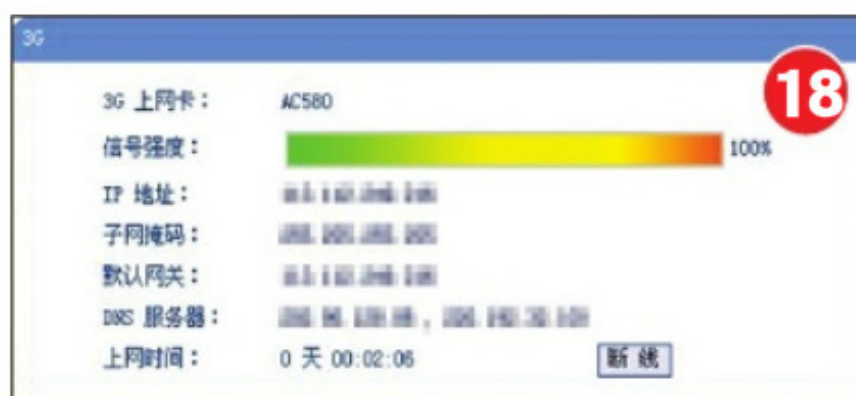 3G
18
3G 上网卡： AC580
信号强度： 100%
IP 地址：
子网掩码：
默认网关：
DNS 服务器：
上网时间： 0 天 00:02:06 断 线